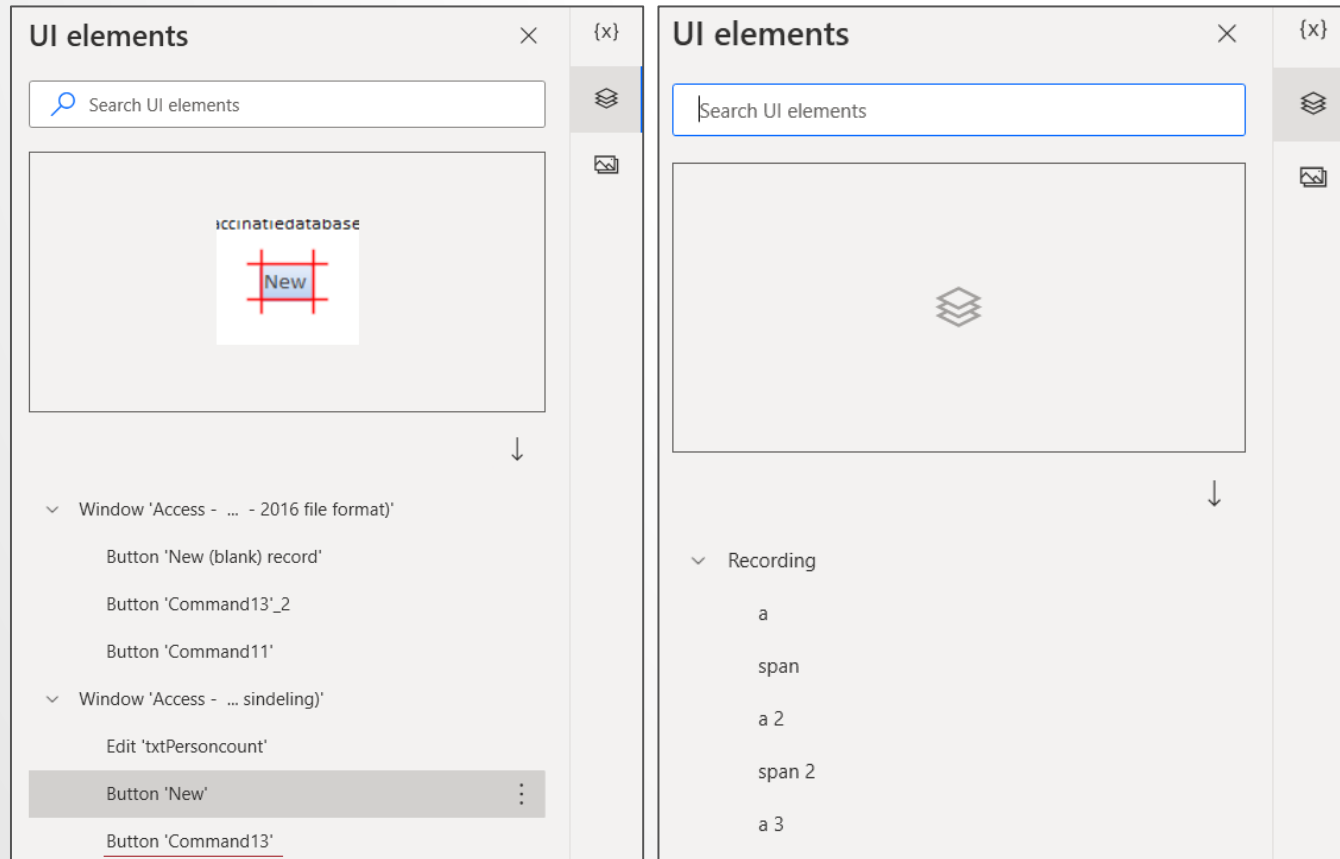 UI elements
{x}
Search UI elements
accinatiedatabase
New
Window 'Access - ... - 2016 file format)'
Button 'New (blank) record'
Button 'Command13'_2
Button 'Command11'
Window 'Access - ... sindeling)'
Edit 'txtPersoncount'
Button 'New'
Button 'Command13'
UI elements
{x}
Search UI elements
Recording
a
span
a 2
span 2
a 3